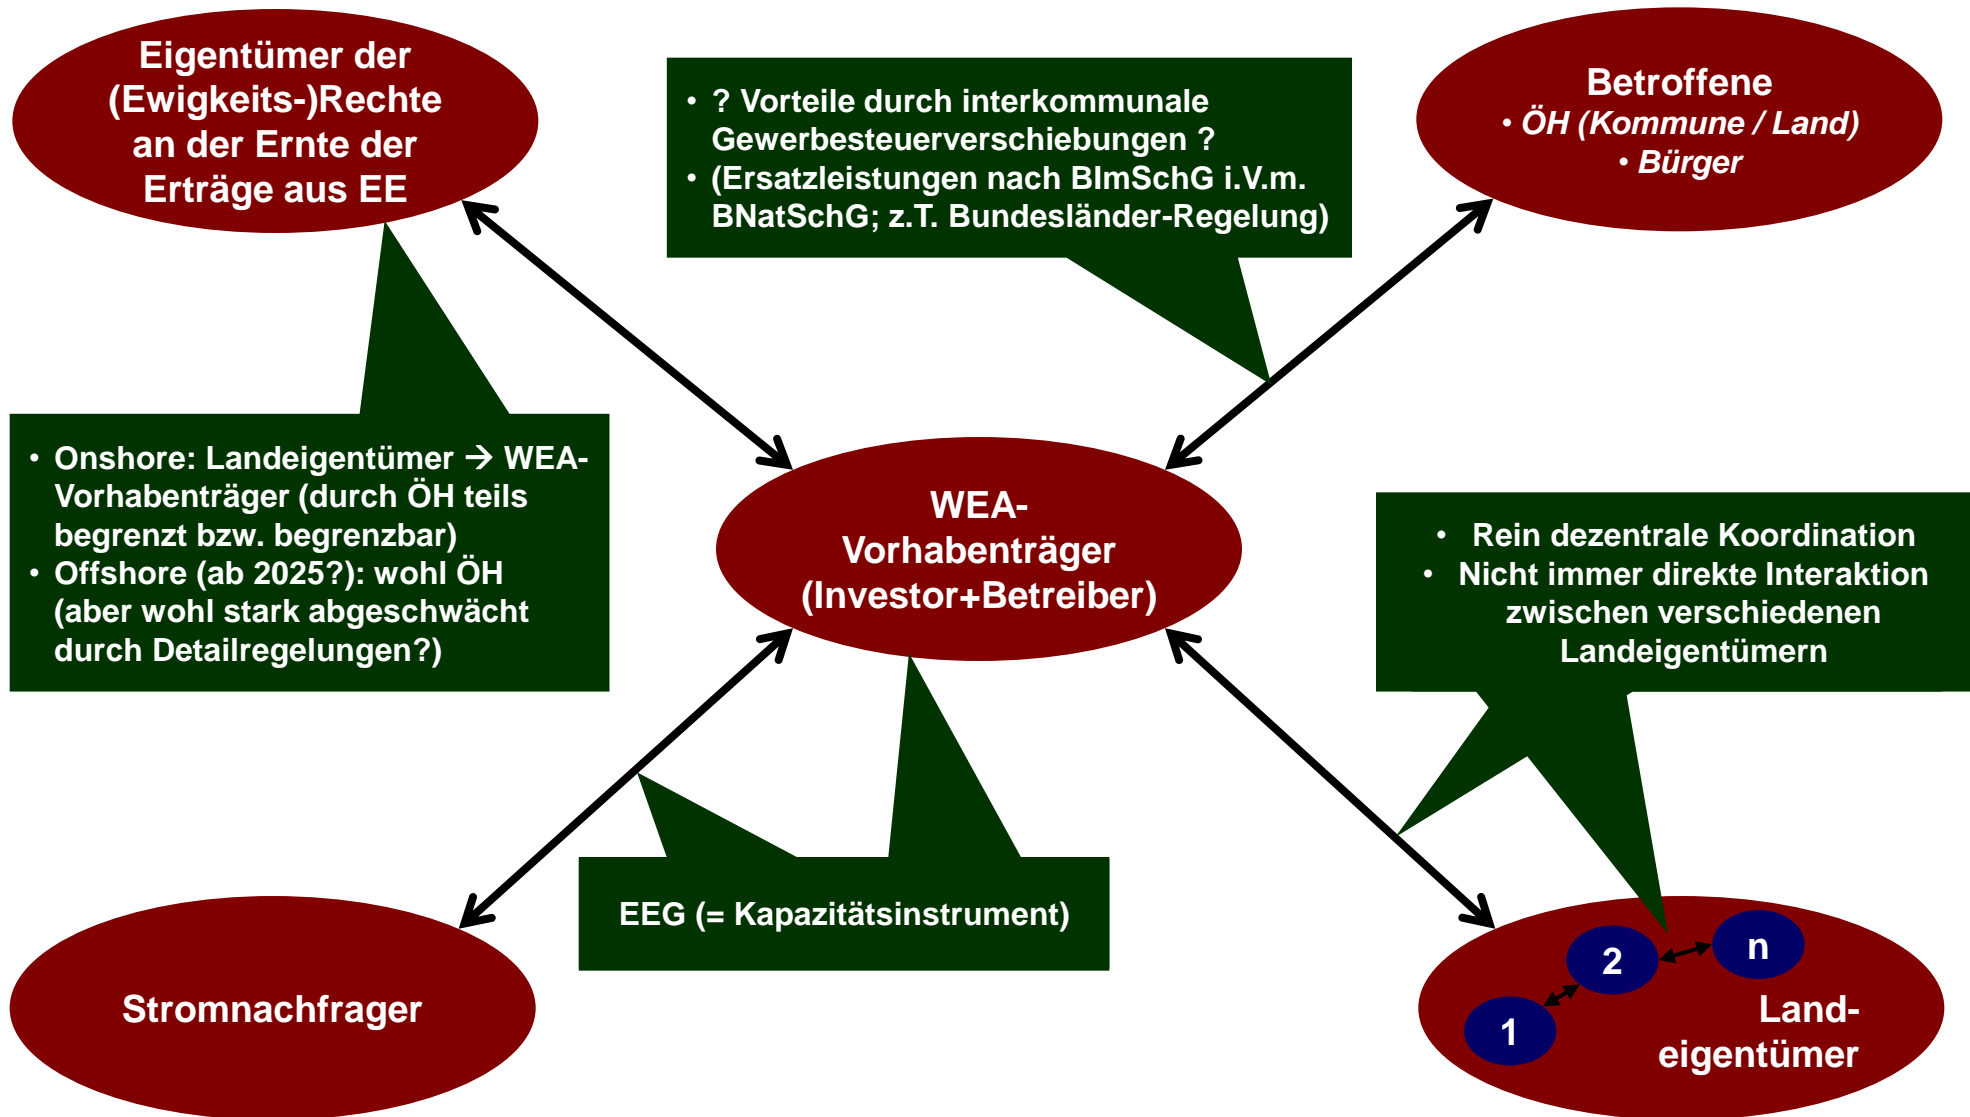 Eigentümer der
(Ewigkeits-)Rechte
an der Ernte der
Erträge aus EE
• ? Vorteile durch interkommunale
Gewerbesteuerverschiebungen ?
• (Ersatzleistungen nach BImSchG i.V.m.
BNatSchG; z.T. Bundesländer-Regelung)
Betroffene
• ÖH (Kommune / Land)
• Bürger
• Onshore: Landeigentümer → WEA-
Vorhabenträger (durch ÖH teils
begrenzt bzw. begrenzbar)
• Offshore (ab 2025?): wohl ÖH
(aber wohl stark abgeschwächt
durch Detailregelungen?)
WEA-
Vorhabenträger
(Investor+Betreiber)
• Rein dezentrale Koordination
• Nicht immer direkte Interaktion
zwischen verschiedenen
Landeigentümern
EEG (= Kapazitätsinstrument)
Stromnachfrager
1
2
n
Land-
eigentümer